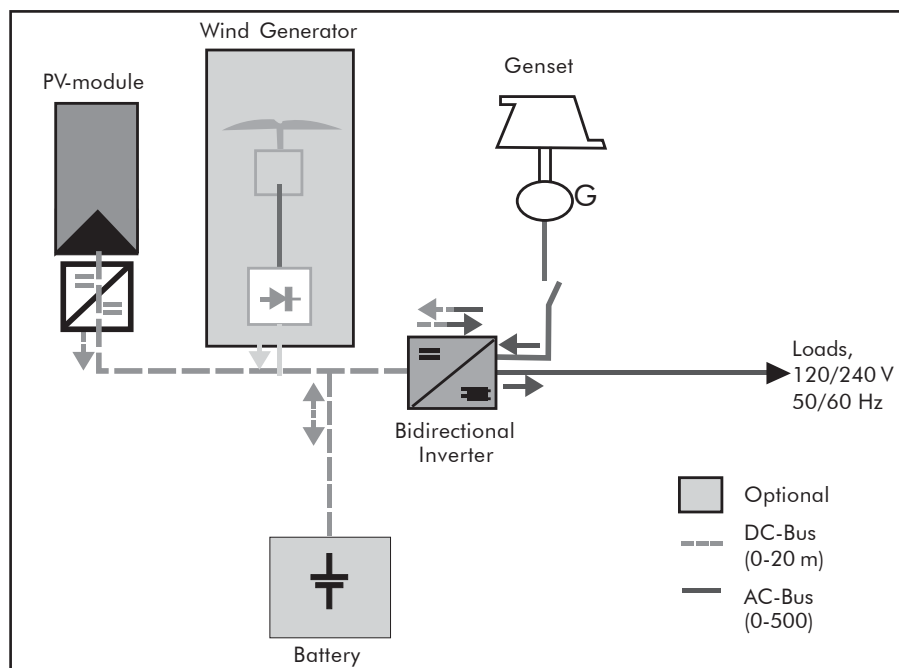 Wind Generator
PV-module
Genset
G
Loads,
120/240 V
50/60 Hz
Bidirectional
Inverter
Optional
DC-Bus
(0-20 m)
AC-Bus
(0-500)
Battery